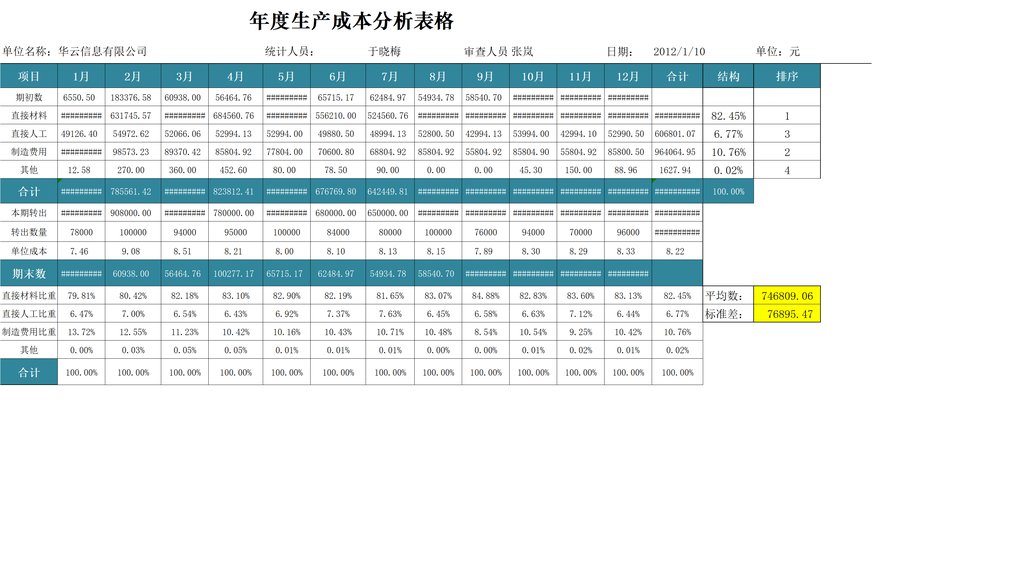 年度生产成本分析表格
单位名称：华云信息有限公司 统计人员： 于晓梅 审查人员 张岚 日期： 2012/1/10 单位：元
项目 1月 2月 3月 4月 5月 6月 7月 8月 9月 10月 11月 12月 合计 结构 排序
期初数 6550.50 183376.58 60938.00 56464.76 ######### 65715.17 62484.97 54934.78 58540.70 ######### ######### #########
直接材料 ######### 631745.57 ######### 684560.76 ######### 556210.00 524560.76 ######### ######### ######### ######### ######### ########## 82.45% 1
直接人工 49126.40 54972.62 52066.06 52994.13 52994.00 49880.50 48994.13 52800.50 42994.13 53994.00 42994.10 52990.50 606801.07 6.77% 3
制造费用 ######### 98573.23 89370.42 85804.92 77804.00 70600.80 68804.92 85804.92 55804.92 85804.90 55804.92 85800.50 964064.95 10.76% 2
其他 12.58 270.00 360.00 452.60 80.00 78.50 90.00 0.00 0.00 45.30 150.00 88.96 1627.94 0.02% 4
合计 ######### 785561.42 ######### 823812.41 ######### 676769.80 642449.81 ######### ######### ######### ######### ######### ########## 100.00%
本期转出 ######### 908000.00 ######### 780000.00 ######### 680000.00 650000.00 ######### ######### ######### ######### ######### ##########
转出数量 78000 100000 94000 95000 100000 84000 80000 100000 76000 94000 70000 96000 ##########
单位成本 7.46 9.08 8.51 8.21 8.00 8.10 8.13 8.15 7.89 8.30 8.29 8.33 8.22
期末数 ######### 60938.00 56464.76 100277.17 65715.17 62484.97 54934.78 58540.70 ######### ######### ######### #########
直接材料比重 79.81% 80.42% 82.18% 83.10% 82.90% 82.19% 81.65% 83.07% 84.88% 82.83% 83.60% 83.13% 82.45% 平均数： 746809.06
直接人工比重 6.47% 7.00% 6.54% 6.43% 6.92% 7.37% 7.63% 6.45% 6.58% 6.63% 7.12% 6.44% 6.77% 标准差： 76895.47
制造费用比重 13.72% 12.55% 11.23% 10.42% 10.16% 10.43% 10.71% 10.48% 8.54% 10.54% 9.25% 10.42% 10.76%
其他 0.00% 0.03% 0.05% 0.05% 0.01% 0.01% 0.01% 0.00% 0.00% 0.01% 0.02% 0.01% 0.02%
合计 100.00% 100.00% 100.00% 100.00% 100.00% 100.00% 100.00% 100.00% 100.00% 100.00% 100.00% 100.00% 100.00%